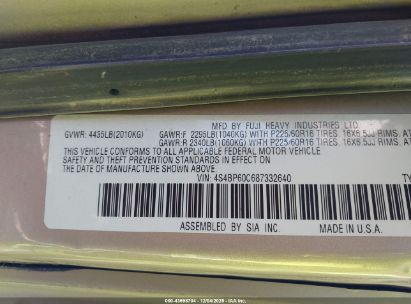 MFD BY FUJI HEAVY INDUSTRIES LTD.
GVWR: 4435LB(2010KG) GAWR:F 2295LB(1040KG) WITH P225/60R16 TIRES, 16X6.5JJ RIMS, AT
GAWR:R 2340LB(1060KG) WITH P225/60R16 TIRES, 16X6.5JJ RIMS, AT
THIS VEHICLE CONFORMS TO ALL APPLICABLE FEDERAL MOTOR VEHICLE
SAFETY AND THEFT PREVENTION STANDARDS IN EFFECT ON THE
DATE OF MANUFACTURE SHOWN ABOVE.
VIN: 4S4BP60C687332640 TY
ASSEMBLED BY SIA INC. MADE IN U.S.A.